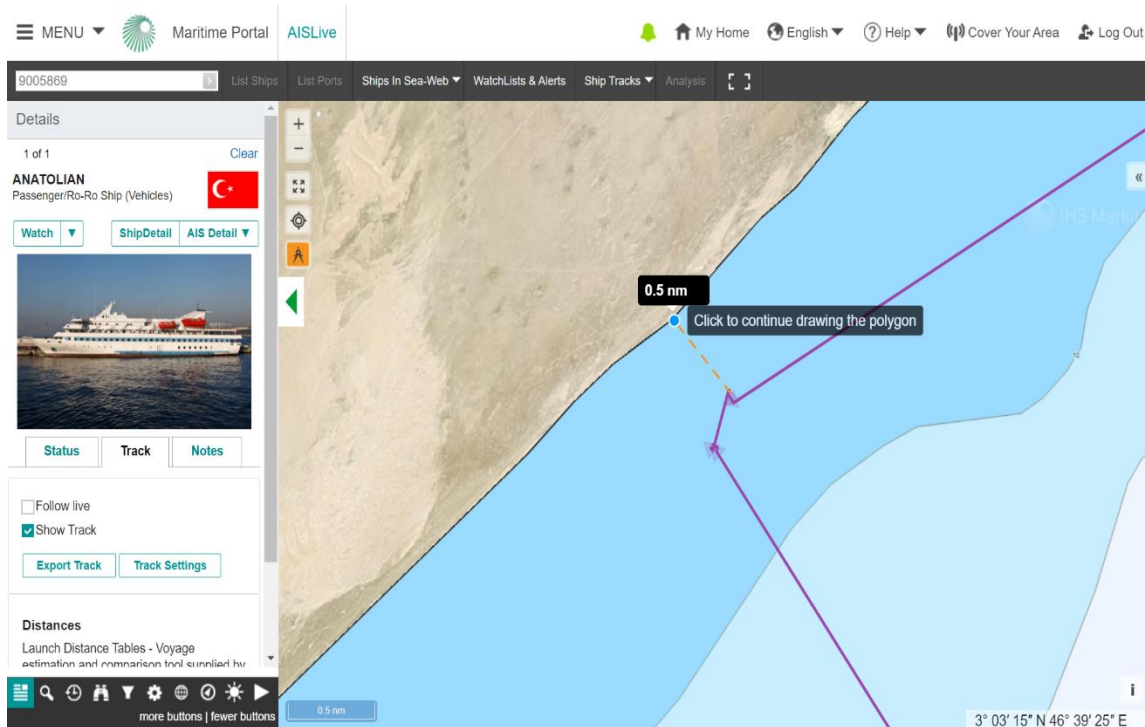 MENU Maritime Portal AISLive My Home English Help Cover Your Area Log Out
9005869 List Ships List Ports Ships In Sea-Web WatchLists & Alerts Ship Tracks Analysis
Details
1 of 1 Clear
ANATOLIAN
Passenger/Ro-Ro Ship (Vehicles)
Watch ShipDetail AIS Detail
Status Track Notes
Follow live
Show Track
Export Track Track Settings
Distances
Launch Distance Tables - Voyage
estimation and comparison tool supplied by
more buttons | fewer buttons
IHS Markit
0.5 nm
Click to continue drawing the polygon
10
0.5 nm
3° 03' 15" N 46° 39' 25" E